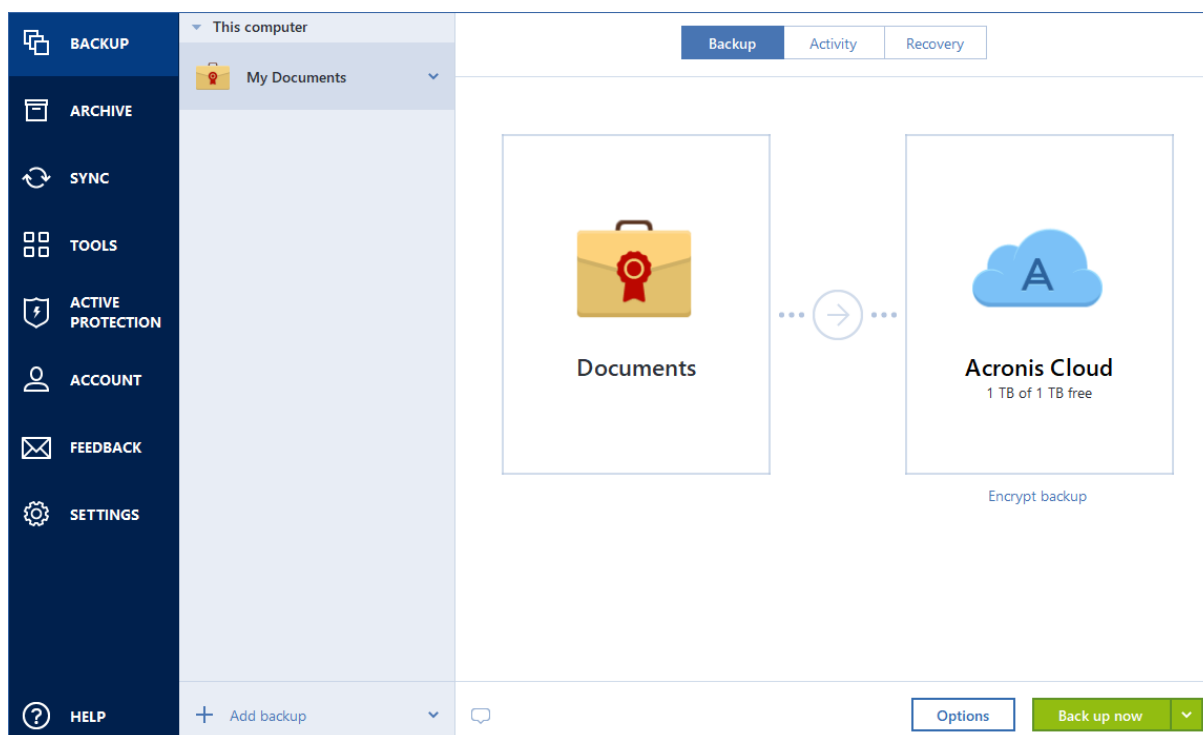 BACKUP
ARCHIVE
SYNC
TOOLS
ACTIVE
PROTECTION
ACCOUNT
FEEDBACK
SETTINGS
HELP
This computer
My Documents
Add backup
Backup Activity Recovery
Documents
Acronis Cloud
1 TB of 1 TB free
Encrypt backup
Options Back up now